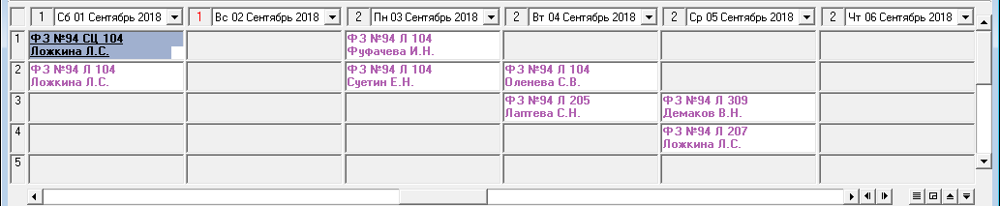 1 Сб 01 Сентябрь 2018 1 Вс 02 Сентябрь 2018 2 Пн 03 Сентябрь 2018 2 Вт 04 Сентябрь 2018 2 Ср 05 Сентябрь 2018 2 Чт 06 Сентябрь 2018
1 ФЗ №94 СЦ 104 ФЗ №94 Л 104
Ложкина Л.С. Фуфачева И.Н.
2 ФЗ №94 Л 104 ФЗ №94 Л 104 ФЗ №94 Л 104
Ложкина Л.С. Суетин Е.Н. Оленева С.В.
3 ФЗ №94 Л 205 ФЗ №94 Л 309
Лаптева С.Н. Демаков В.Н.
4 ФЗ №94 Л 207
Ложкина Л.С.
5